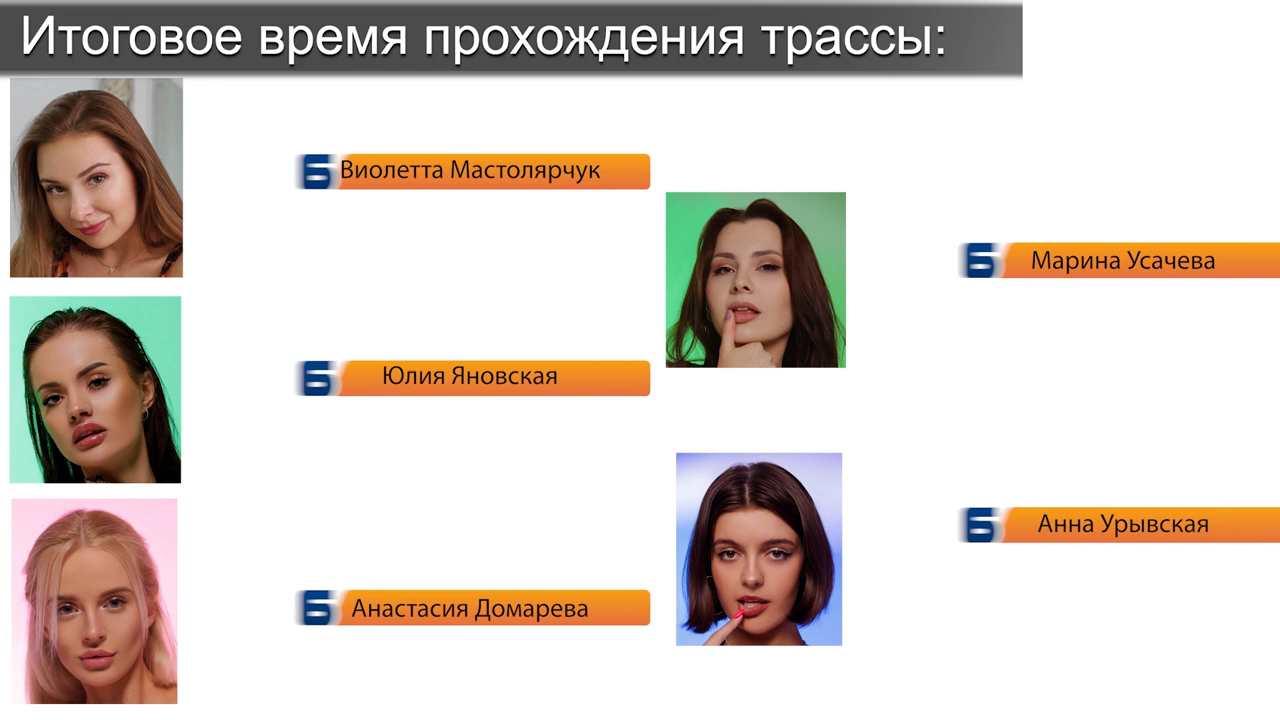 Итоговое время прохождения трассы:
Б Виолетта Мастолярчук
Б Марина Усачева
Б Юлия Яновская
Б Анна Урывская
Б Анастасия Домарева